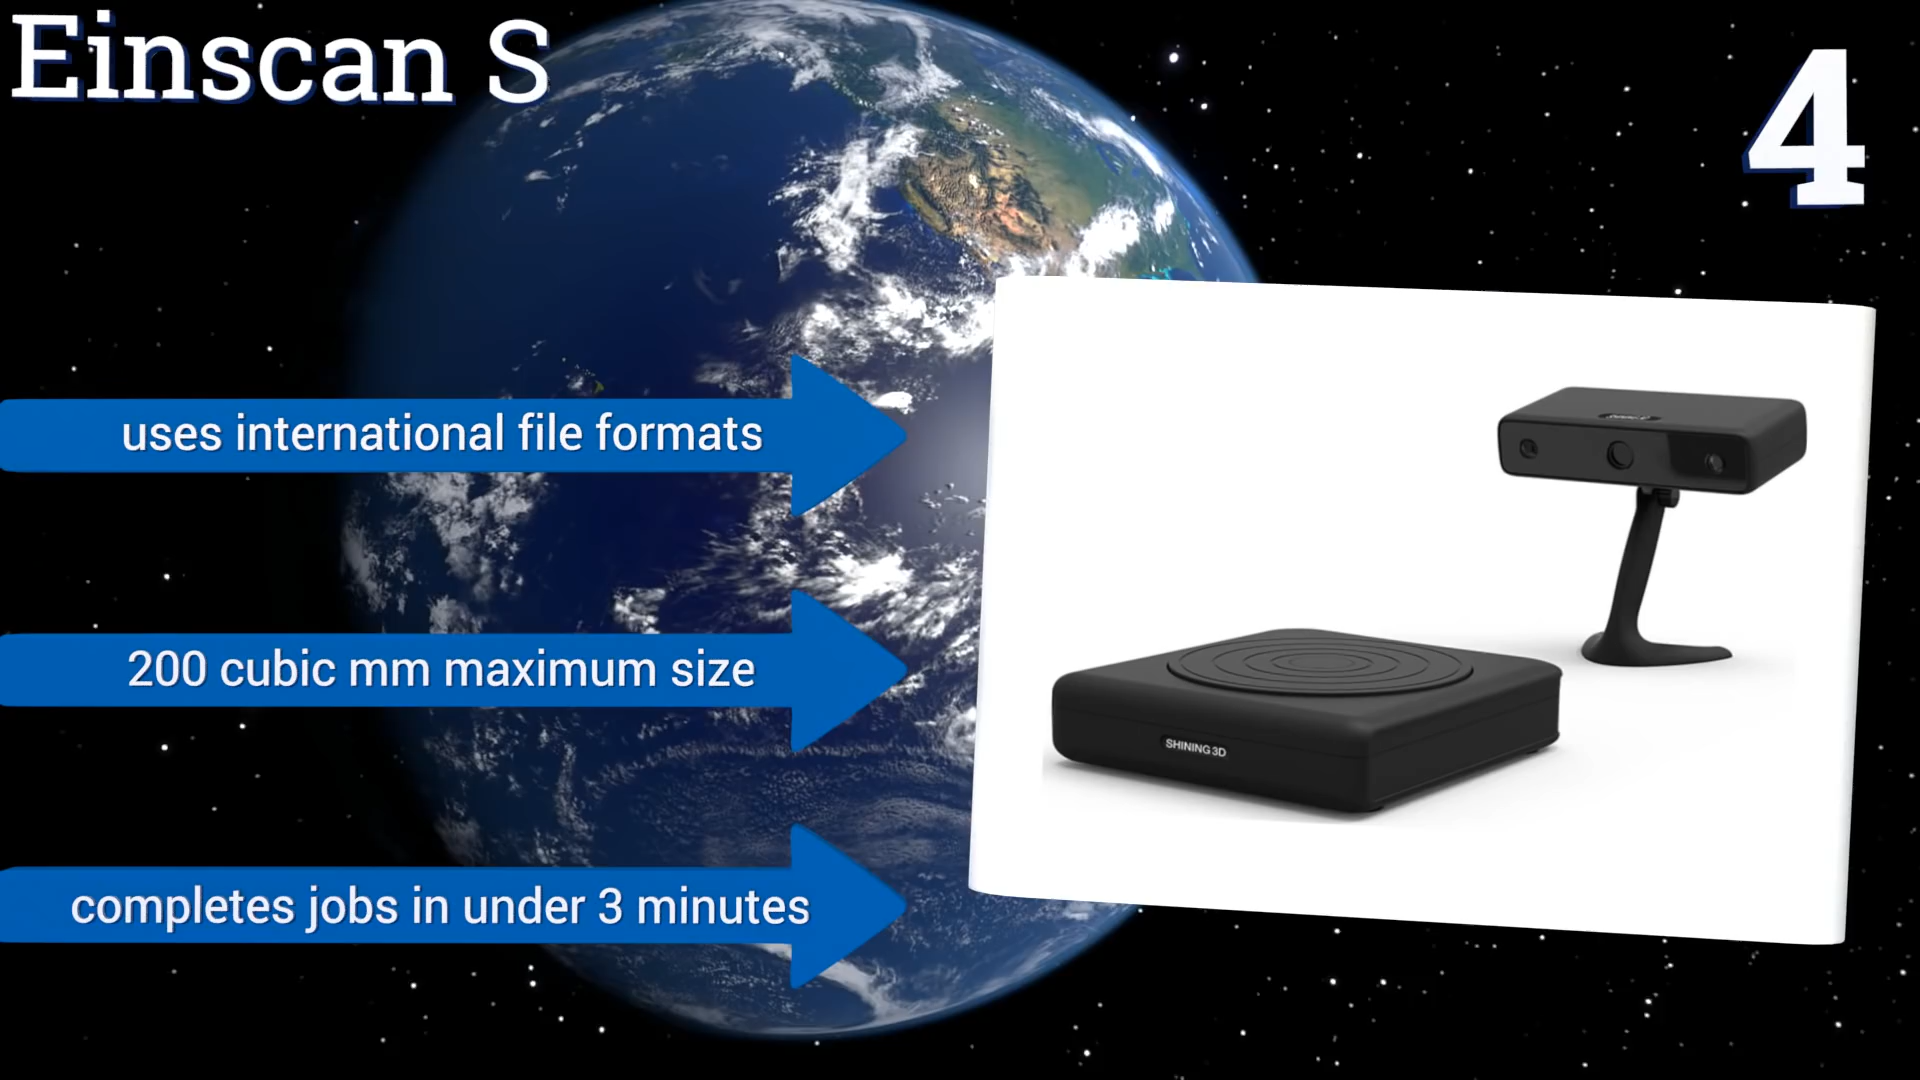 Einscan S
4
uses international file formats
200 cubic mm maximum size
completes jobs in under 3 minutes
SHINING 3D